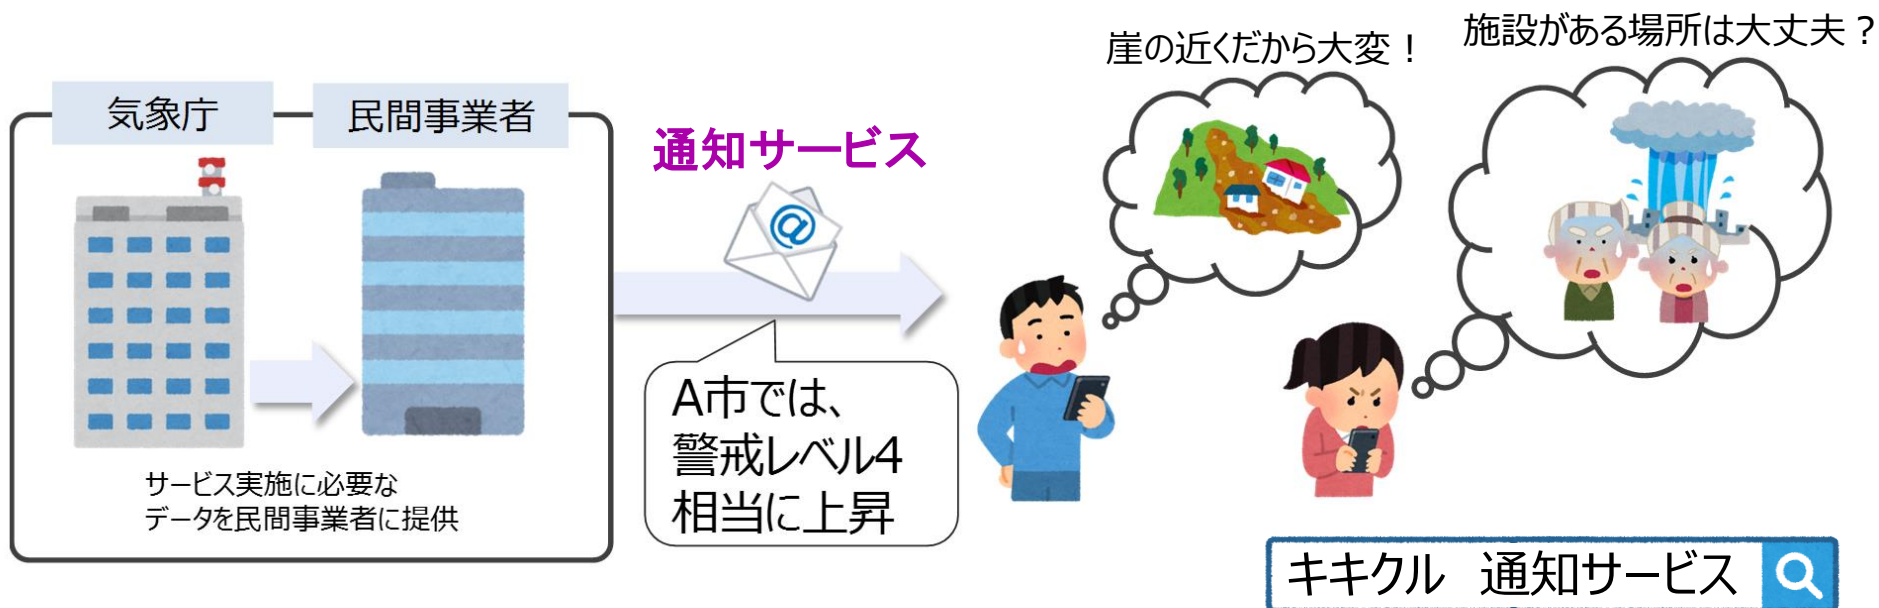 気象庁
民間事業者
サービス実施に必要な
データを民間事業者に提供
通知サービス
@
A市では、
警戒レベル4
相当に上昇
崖の近くだから大変！
施設がある場所は大丈夫？
キキクル　通知サービス